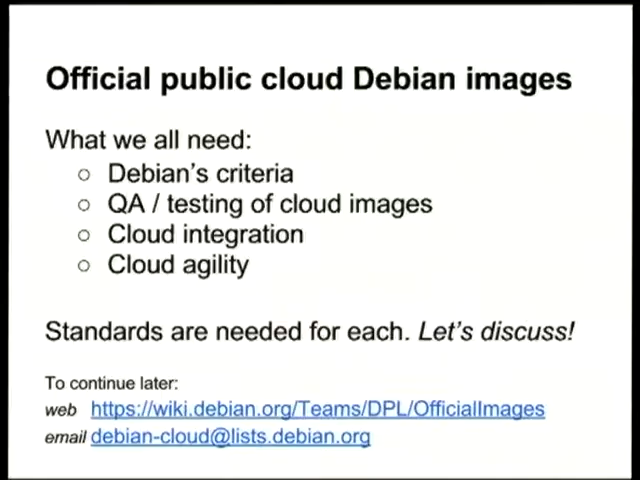 Official public cloud Debian images
What we all need:
○ Debian's criteria
○ QA / testing of cloud images
○ Cloud integration
○ Cloud agility
Standards are needed for each. Let's discuss!
To continue later:
web https://wiki.debian.org/Teams/DPL/OfficialImages
email debian-cloud@lists.debian.org